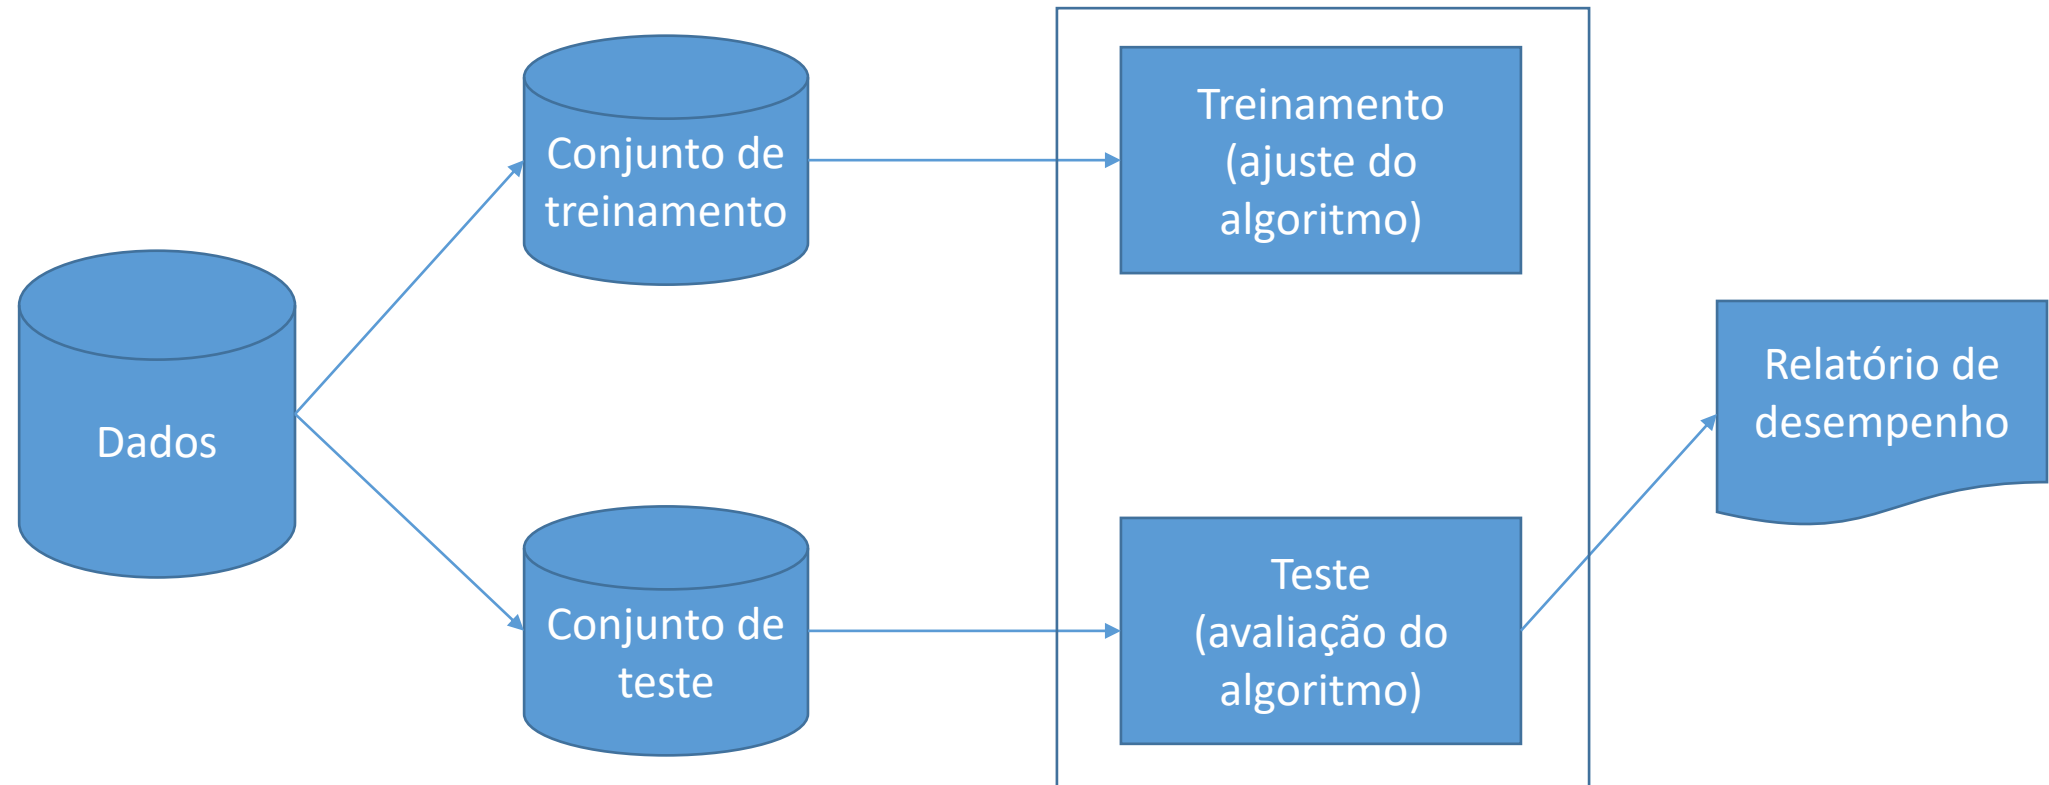 Dados
Conjunto de
treinamento
Conjunto de
teste
Treinamento
(ajuste do
algoritmo)
Teste
(avaliação do
algoritmo)
Relatório de
desempenho